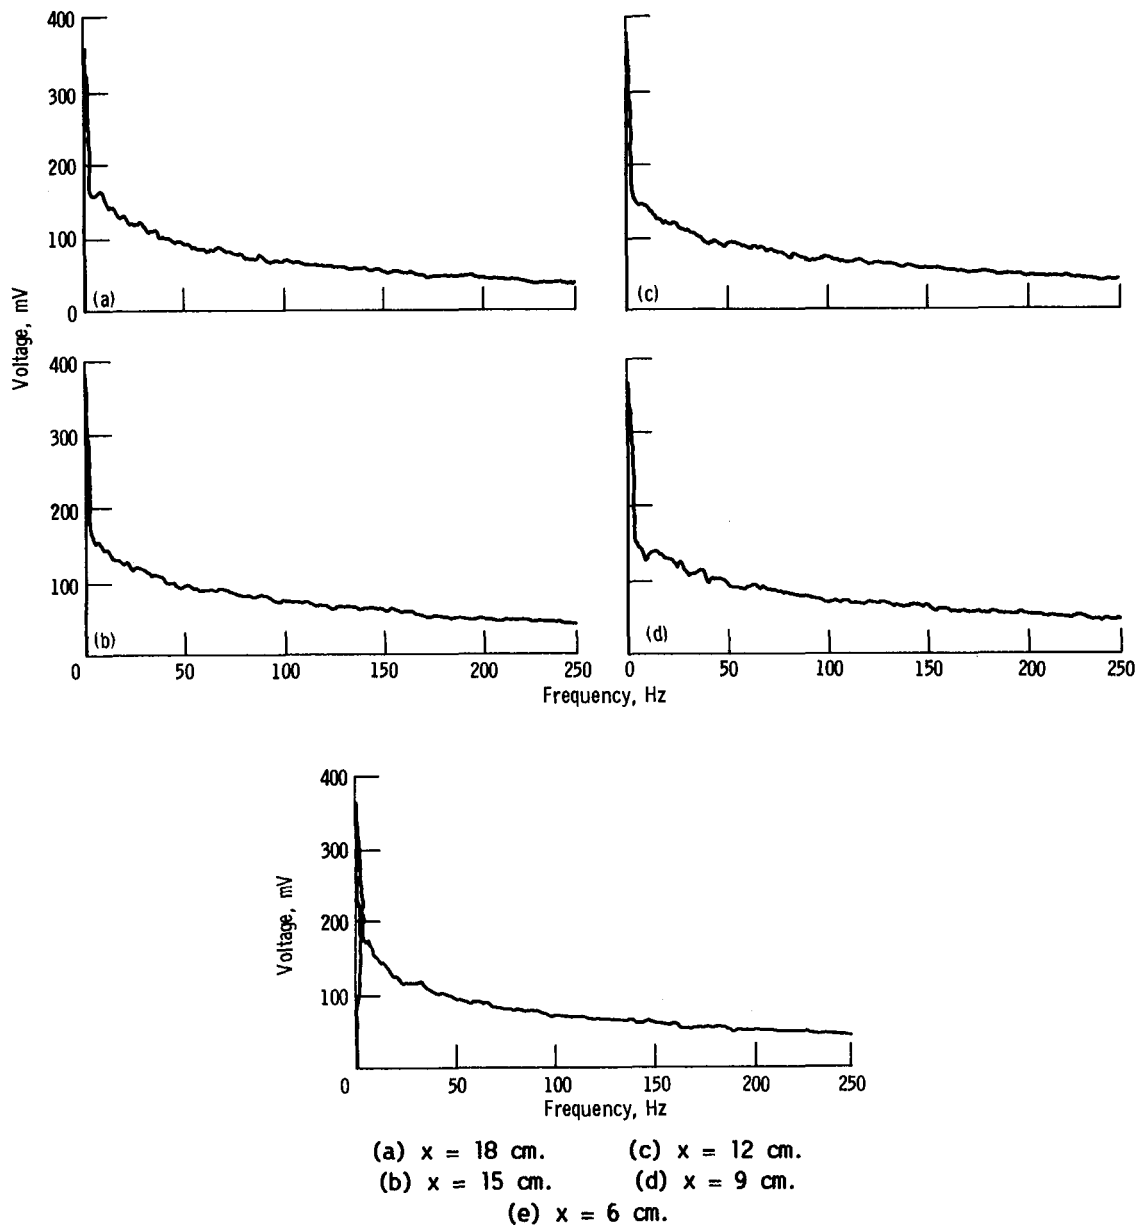 400
300
200
100
0
(a)
(c)
Voltage, mV
400
300
200
100
(b)
(d)
0 50 100 150 200 250
0 50 100 150 200 250
Frequency, Hz
400
300
200
100
Voltage, mV
0 50 100 150 200 250
Frequency, Hz
(a) x = 18 cm. (c) x = 12 cm.
(b) x = 15 cm. (d) x = 9 cm.
(e) x = 6 cm.